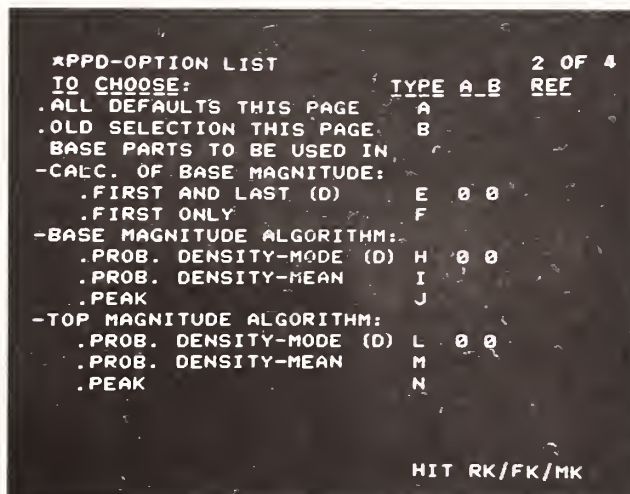 *PPD-OPTION LIST 2 OF 4
TO CHOOSE: TYPE A_B REF
.ALL DEFAULTS THIS PAGE A
.OLD SELECTION THIS PAGE B
BASE PARTS TO BE USED IN
-CALC. OF BASE MAGNITUDE:
.FIRST AND LAST (D) E 0 0
.FIRST ONLY F
-BASE MAGNITUDE ALGORITHM:
.PROB. DENSITY-MODE (D) H 0 0
.PROB. DENSITY-MEAN I
.PEAK J
-TOP MAGNITUDE ALGORITHM:
.PROB. DENSITY-MODE (D) L 0 0
.PROB. DENSITY-MEAN M
.PEAK N
HIT RK/FK/MK